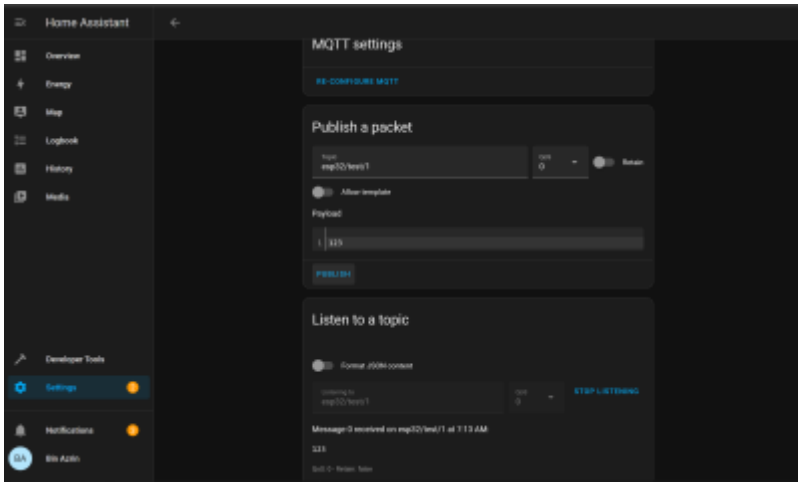 Home Assistant
Overview
Energy
Map
Logbook
History
Media
Developer Tools
Settings
Notifications
BA
Bin Azrin
MQTT settings
RE-CONFIGURE MQTT
Publish a packet
Topic
esp32/test/1
QoS
0
Retain
Allow template
Payload
1
PUBLISH
Listen to a topic
Format JSON content
Listening to
esp32/test/1
QoS
0
STOP LISTENING
Message 0 received on esp32/test/1 at 7:13 AM:
QoS: 0 - Retain: false